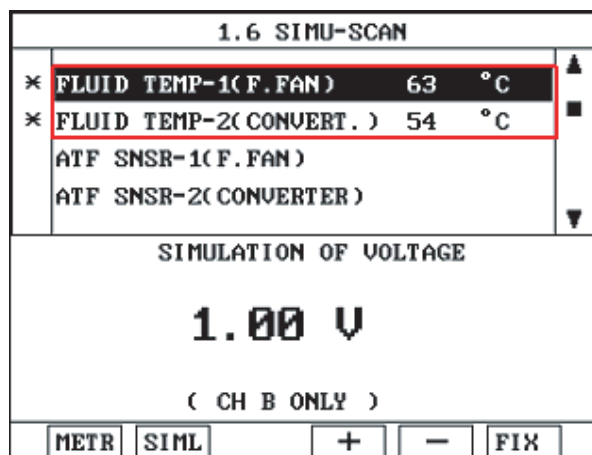 1.6 SIMU-SCAN
* FLUID TEMP-1(F.FAN) 63 °C
* FLUID TEMP-2(CONVERT.) 54 °C
ATF SNSR-1(F.FAN)
ATF SNSR-2(CONVERTER)
SIMULATION OF VOLTAGE
1.00 V
( CH B ONLY )
METR SIML + - FIX